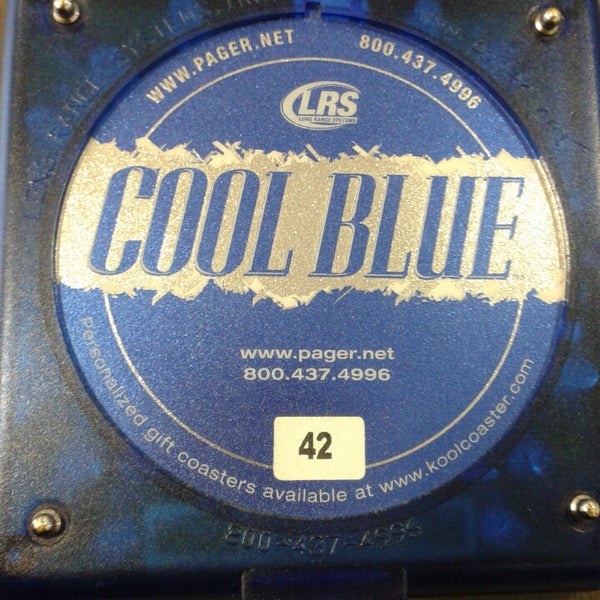 WWW.PAGER.NET 800.437.4996
LRS
LONG RANGE SYSTEMS
COOL BLUE
www.pager.net
800.437.4996
42
Personalized gift coasters available at www.koolcoaster.com
800-437-4996